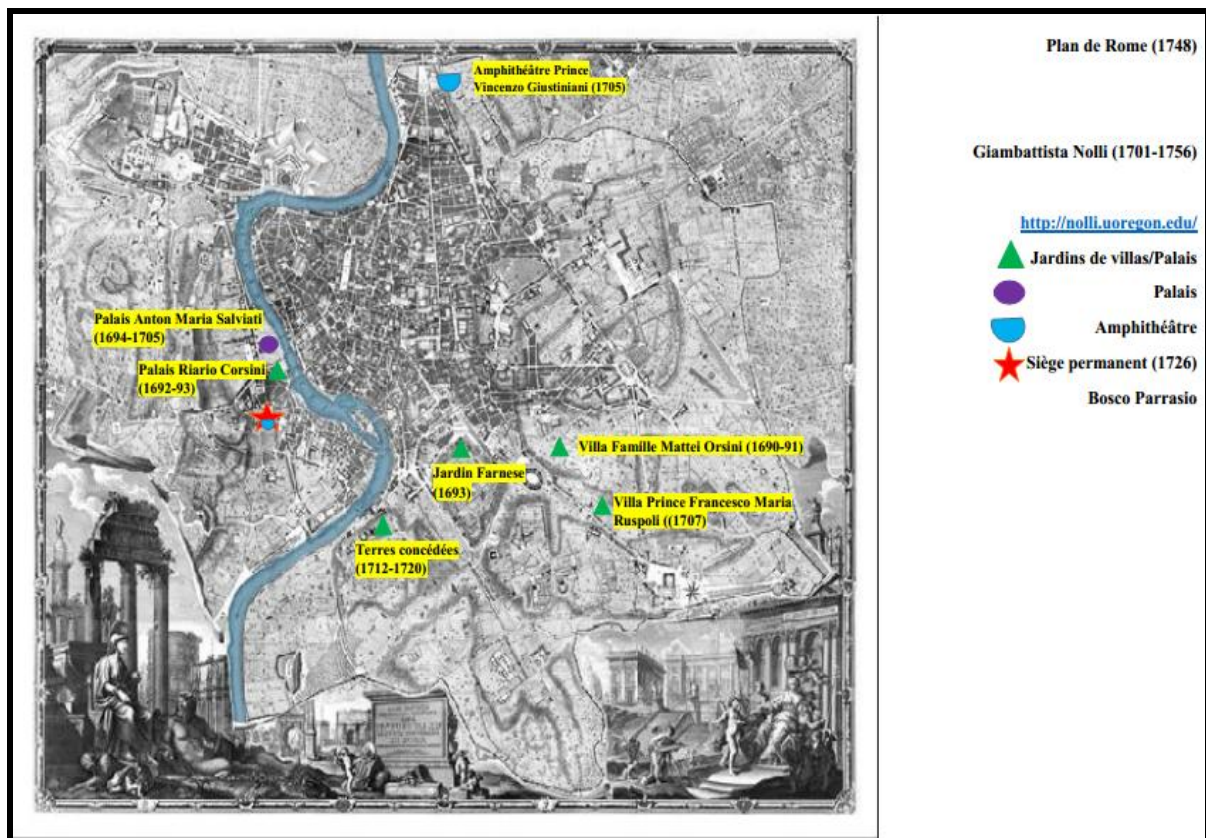 Plan de Rome (1748)
Giambattista Nolli (1701-1756)
http://nolli.uoregon.edu/
Jardins de villas/Palais
Palais
Amphithéâtre
Siège permanent (1726)
Bosco Parrasio
Amphithéâtre Prince
Vincenzo Giustiniani (1705)
Palais Anton Maria Salviati
(1694-1705)
Palais Riario Corsini
(1692-93)
Villa Famille Mattei Orsini (1690-91)
Jardin Farnese
(1693)
Villa Prince Francesco Maria
Ruspoli ((1707)
Terres concédées
(1712-1720)